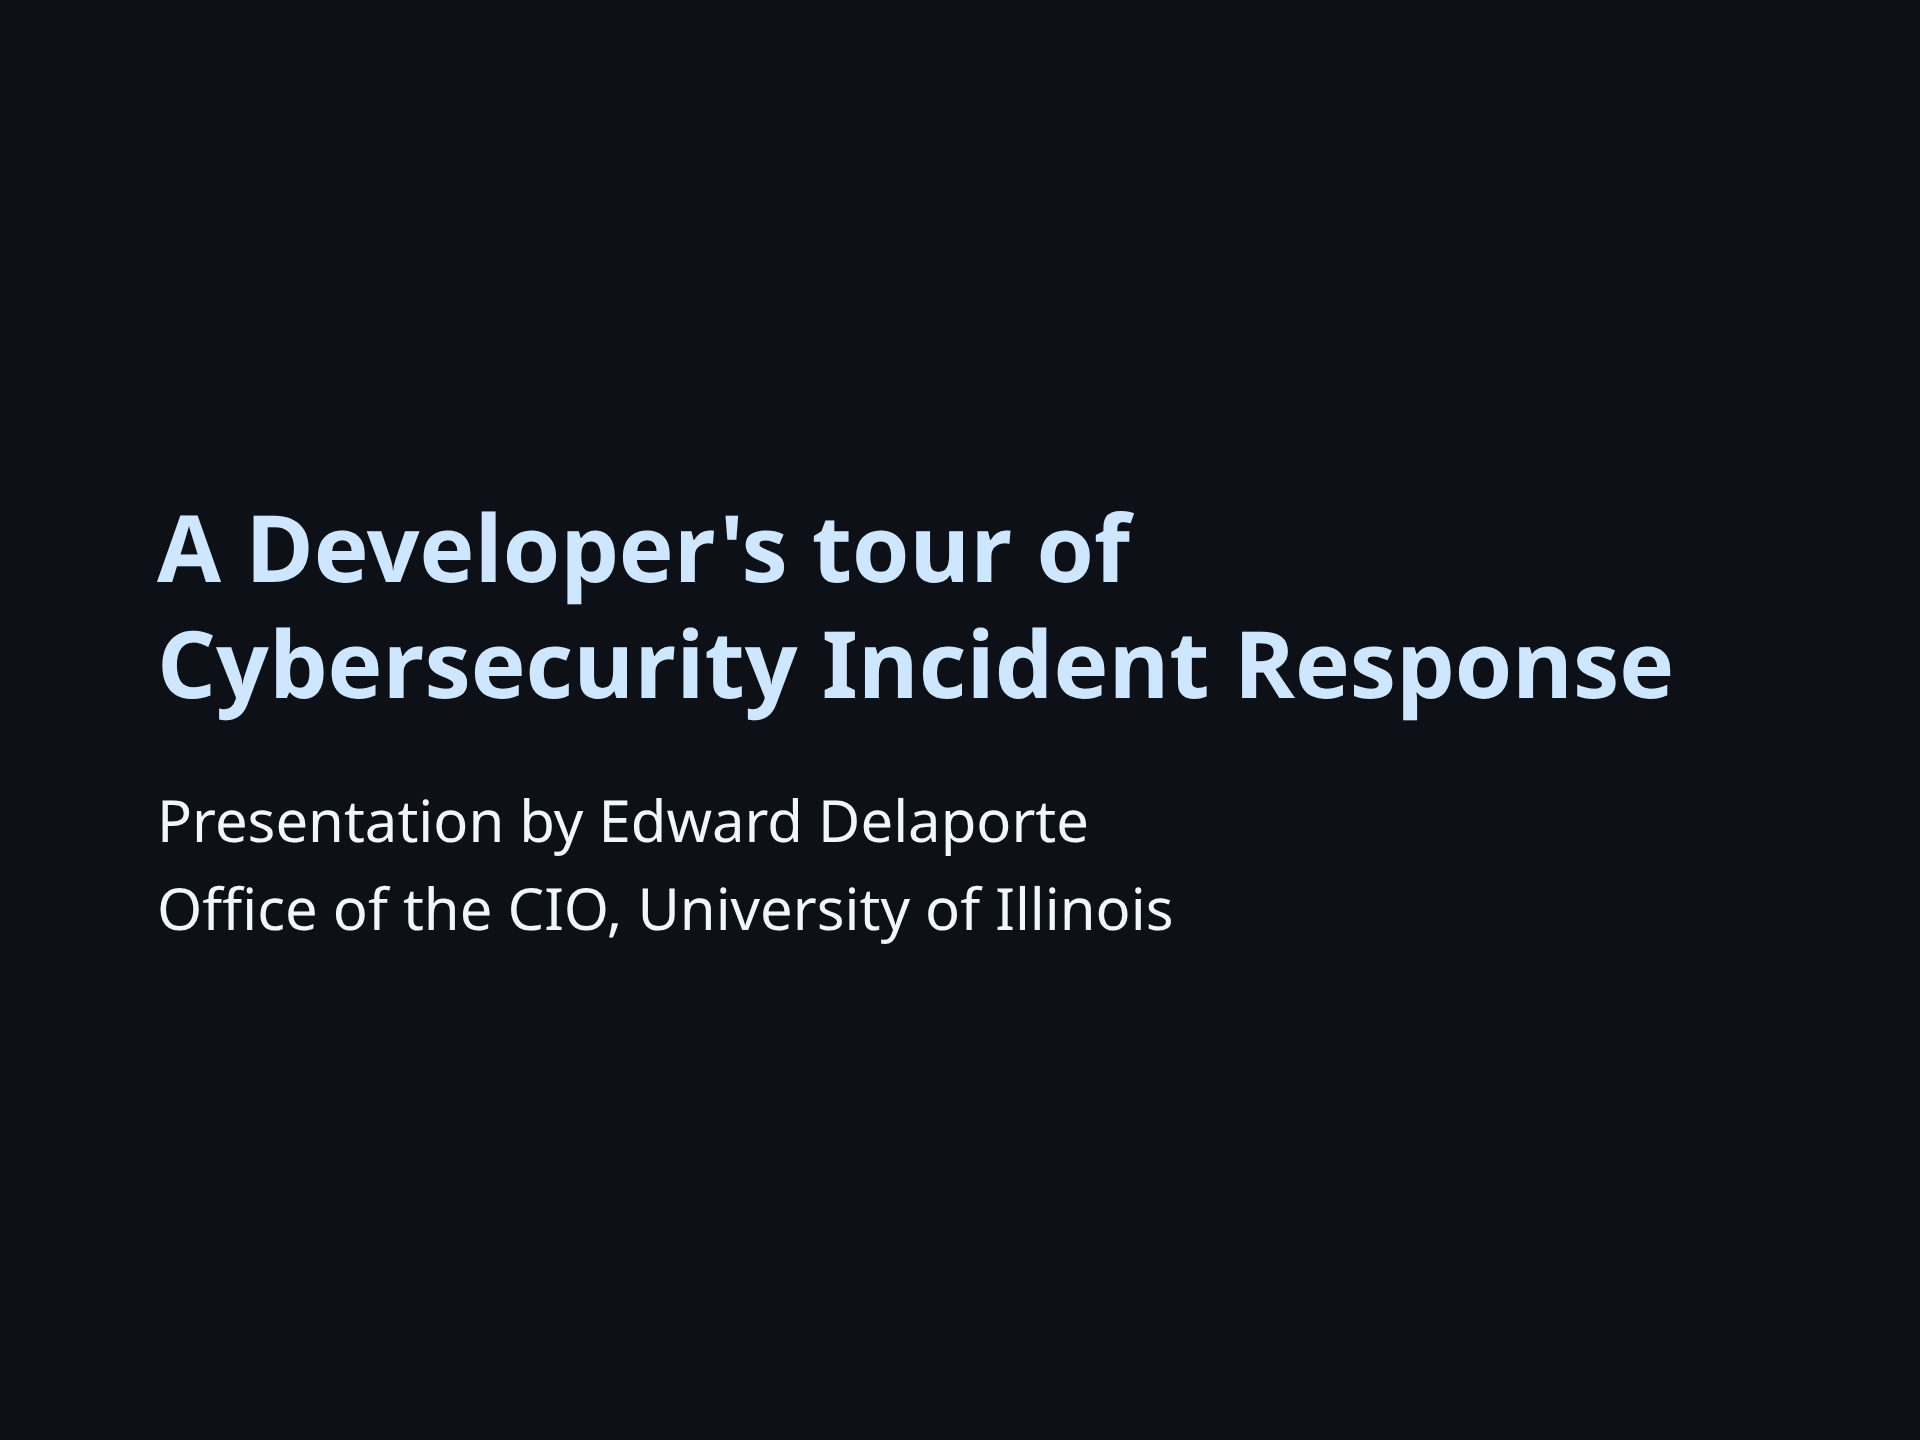 A Developer's tour of
Cybersecurity Incident Response
Presentation by Edward Delaporte
Office of the CIO, University of Illinois